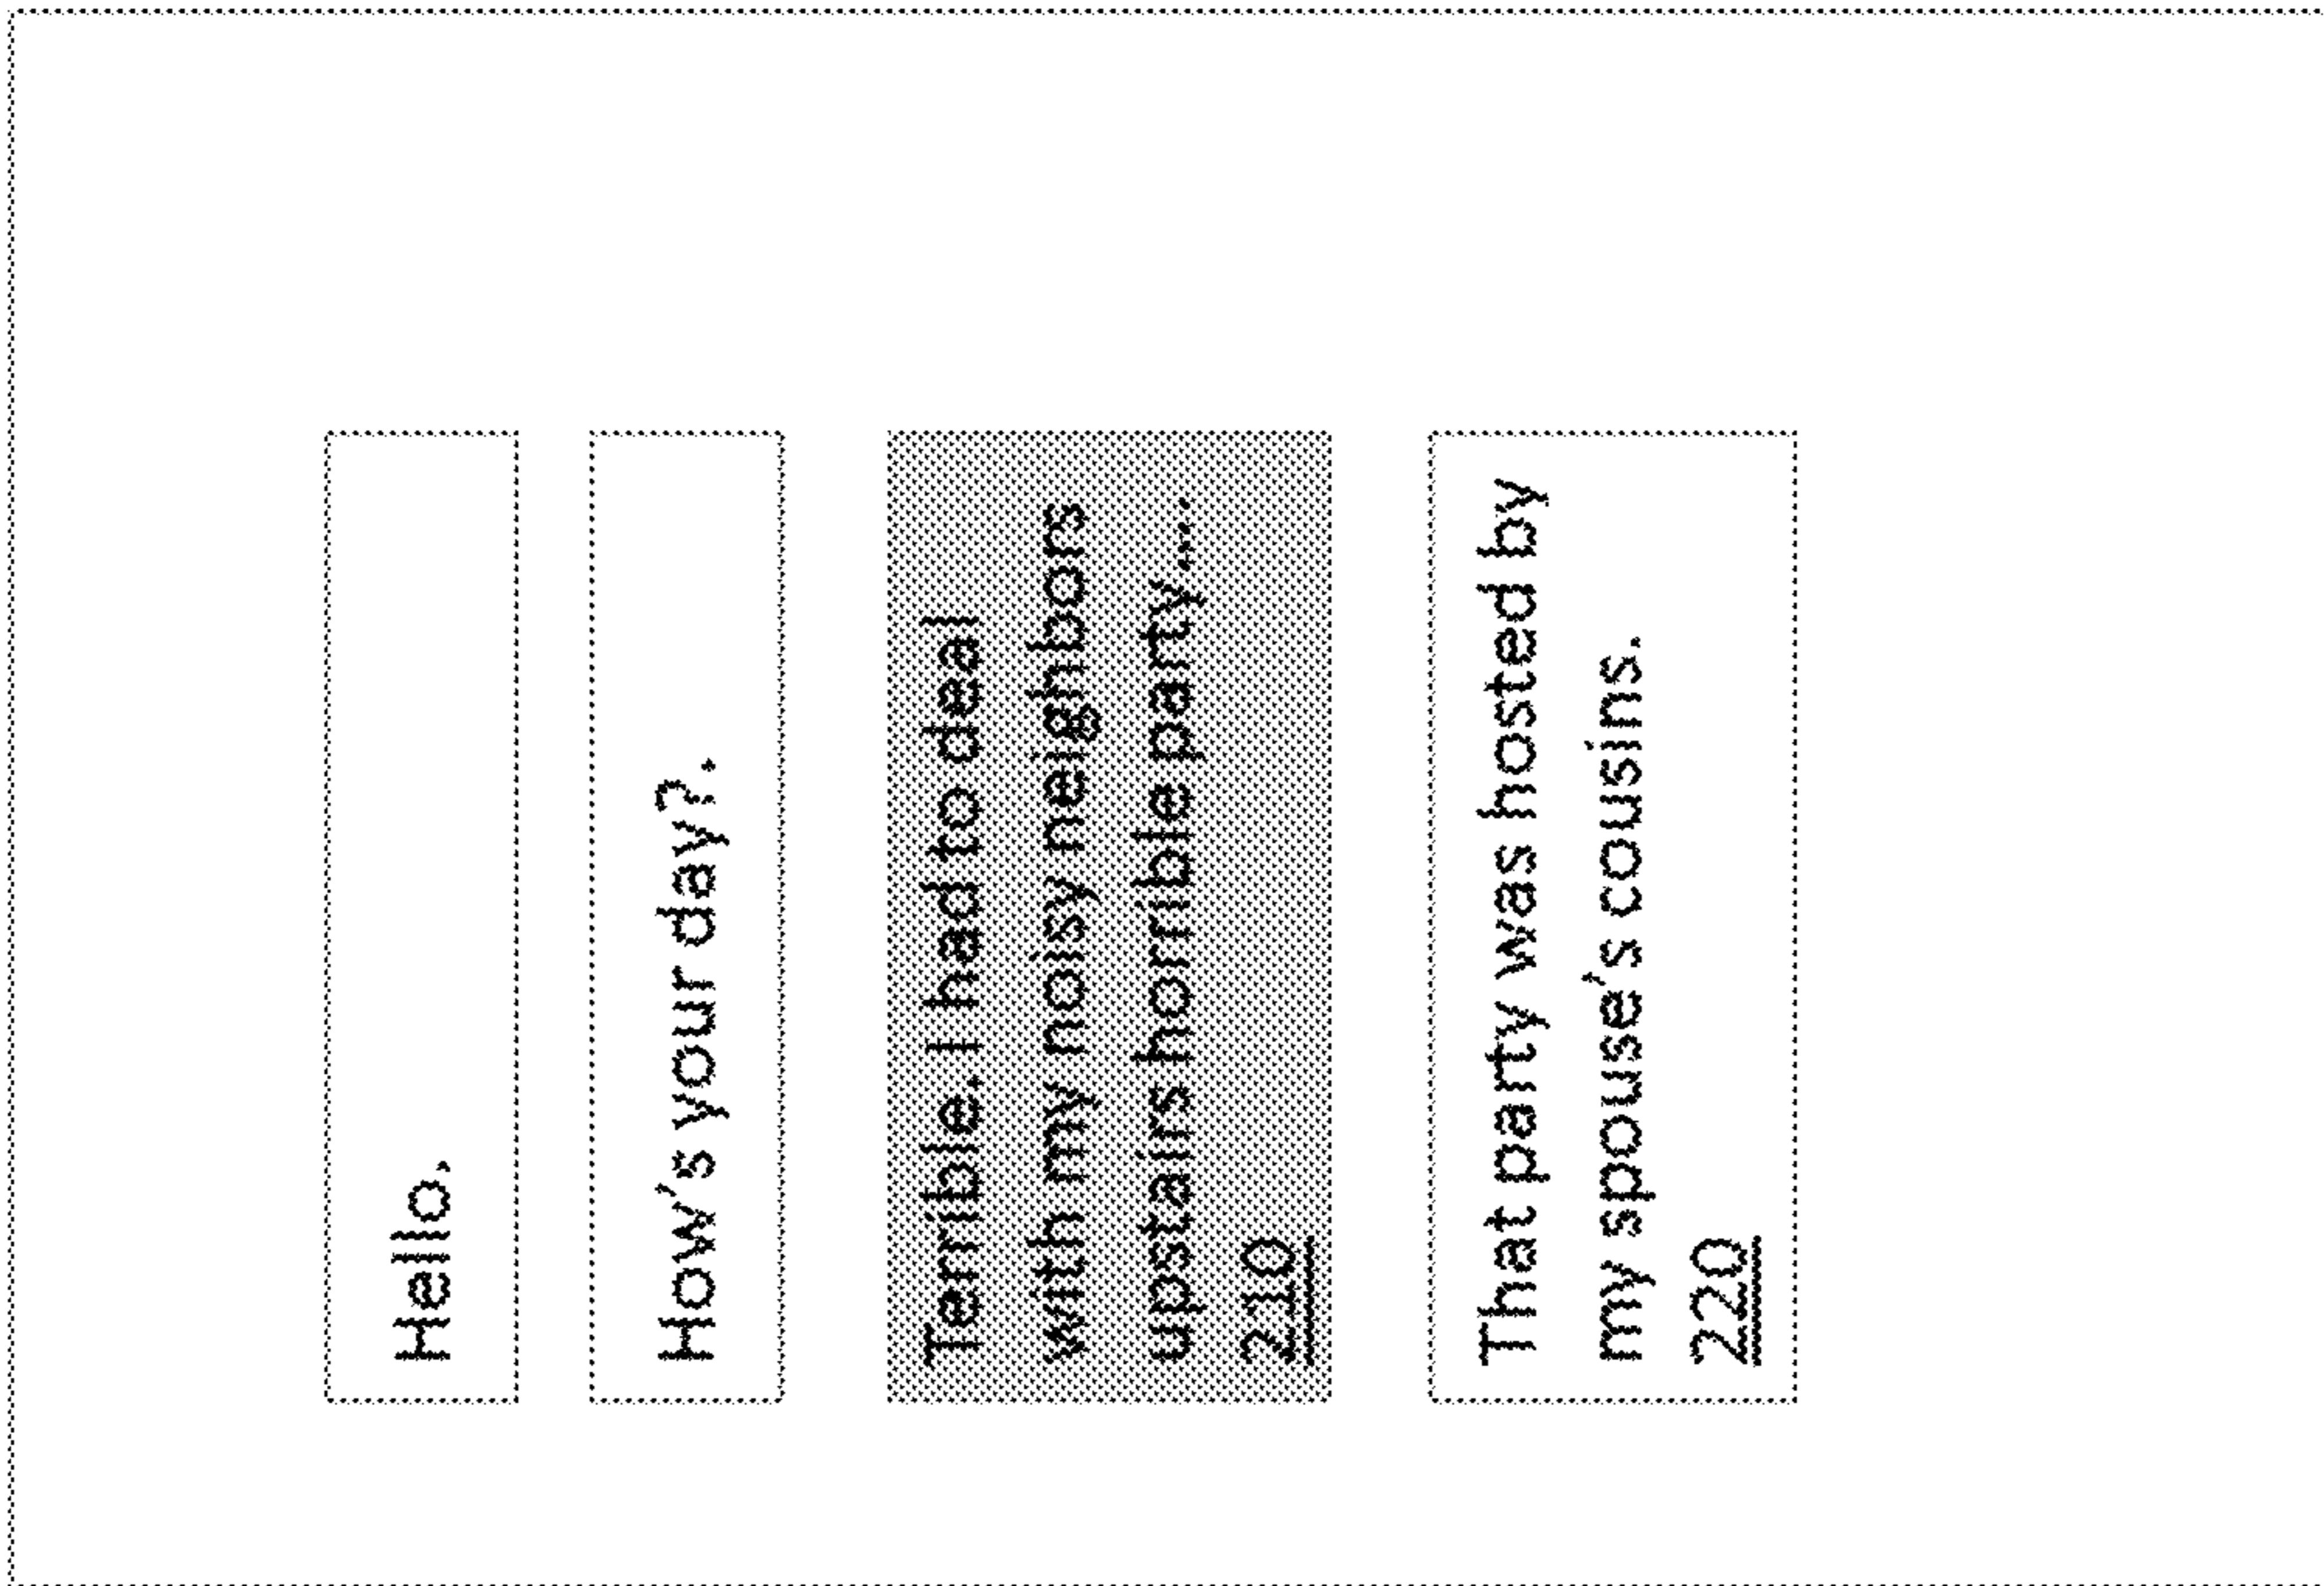 Hello.
How's your day?.
Terrible. I had to deal
with my noisy neighbors
upstairs horrible party....
210
That party was hosted by
my spouse's cousins.
220